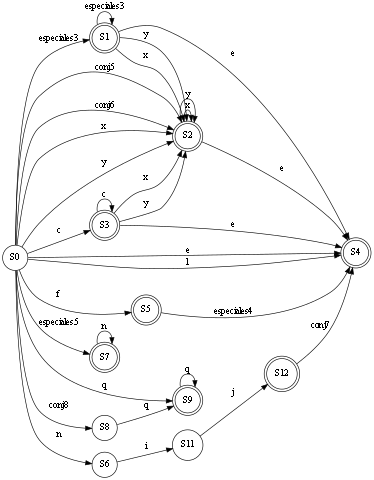 especiales3
S1
especiales3
y
x
e
conj5
y
x
conj6
S2
x
y
e
c
x
S3
y
c
e
S0
e
S4
l
f
S5
especiales4
especiales5
n
S7
conj7
q
q
S9
S12
conj8
q
S8
j
n
i
S11
S6